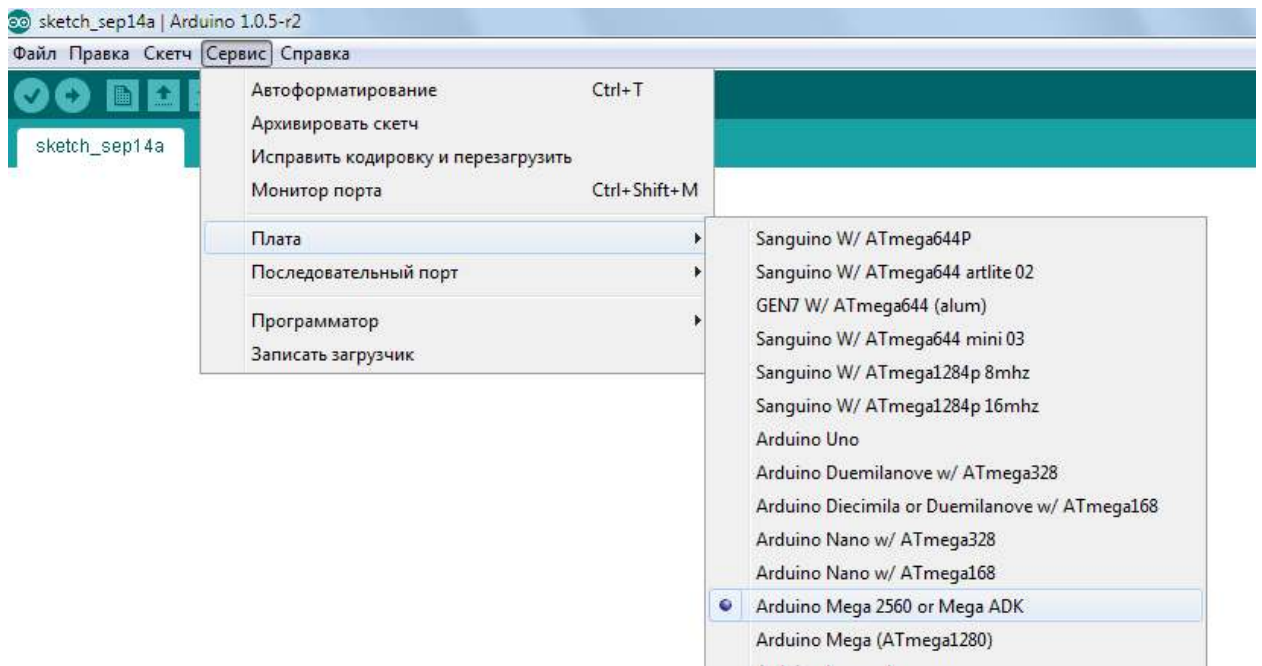 sketch_sep14a | Arduino 1.0.5-r2
Файл Правка Скетч Сервис Справка
sketch_sep14a
Автоформатирование Ctrl+T
Архивировать скетч
Исправить кодировку и перезагрузить
Монитор порта Ctrl+Shift+M
Плата
Последовательный порт
Программатор
Записать загрузчик
Sanguino W/ ATmega644P
Sanguino W/ ATmega644 artlite 02
GEN7 W/ ATmega644 (alum)
Sanguino W/ ATmega644 mini 03
Sanguino W/ ATmega1284p 8mhz
Sanguino W/ ATmega1284p 16mhz
Arduino Uno
Arduino Duemilanove w/ ATmega328
Arduino Diecimila or Duemilanove w/ ATmega168
Arduino Nano w/ ATmega328
Arduino Nano w/ ATmega168
Arduino Mega 2560 or Mega ADK
Arduino Mega (ATmega1280)